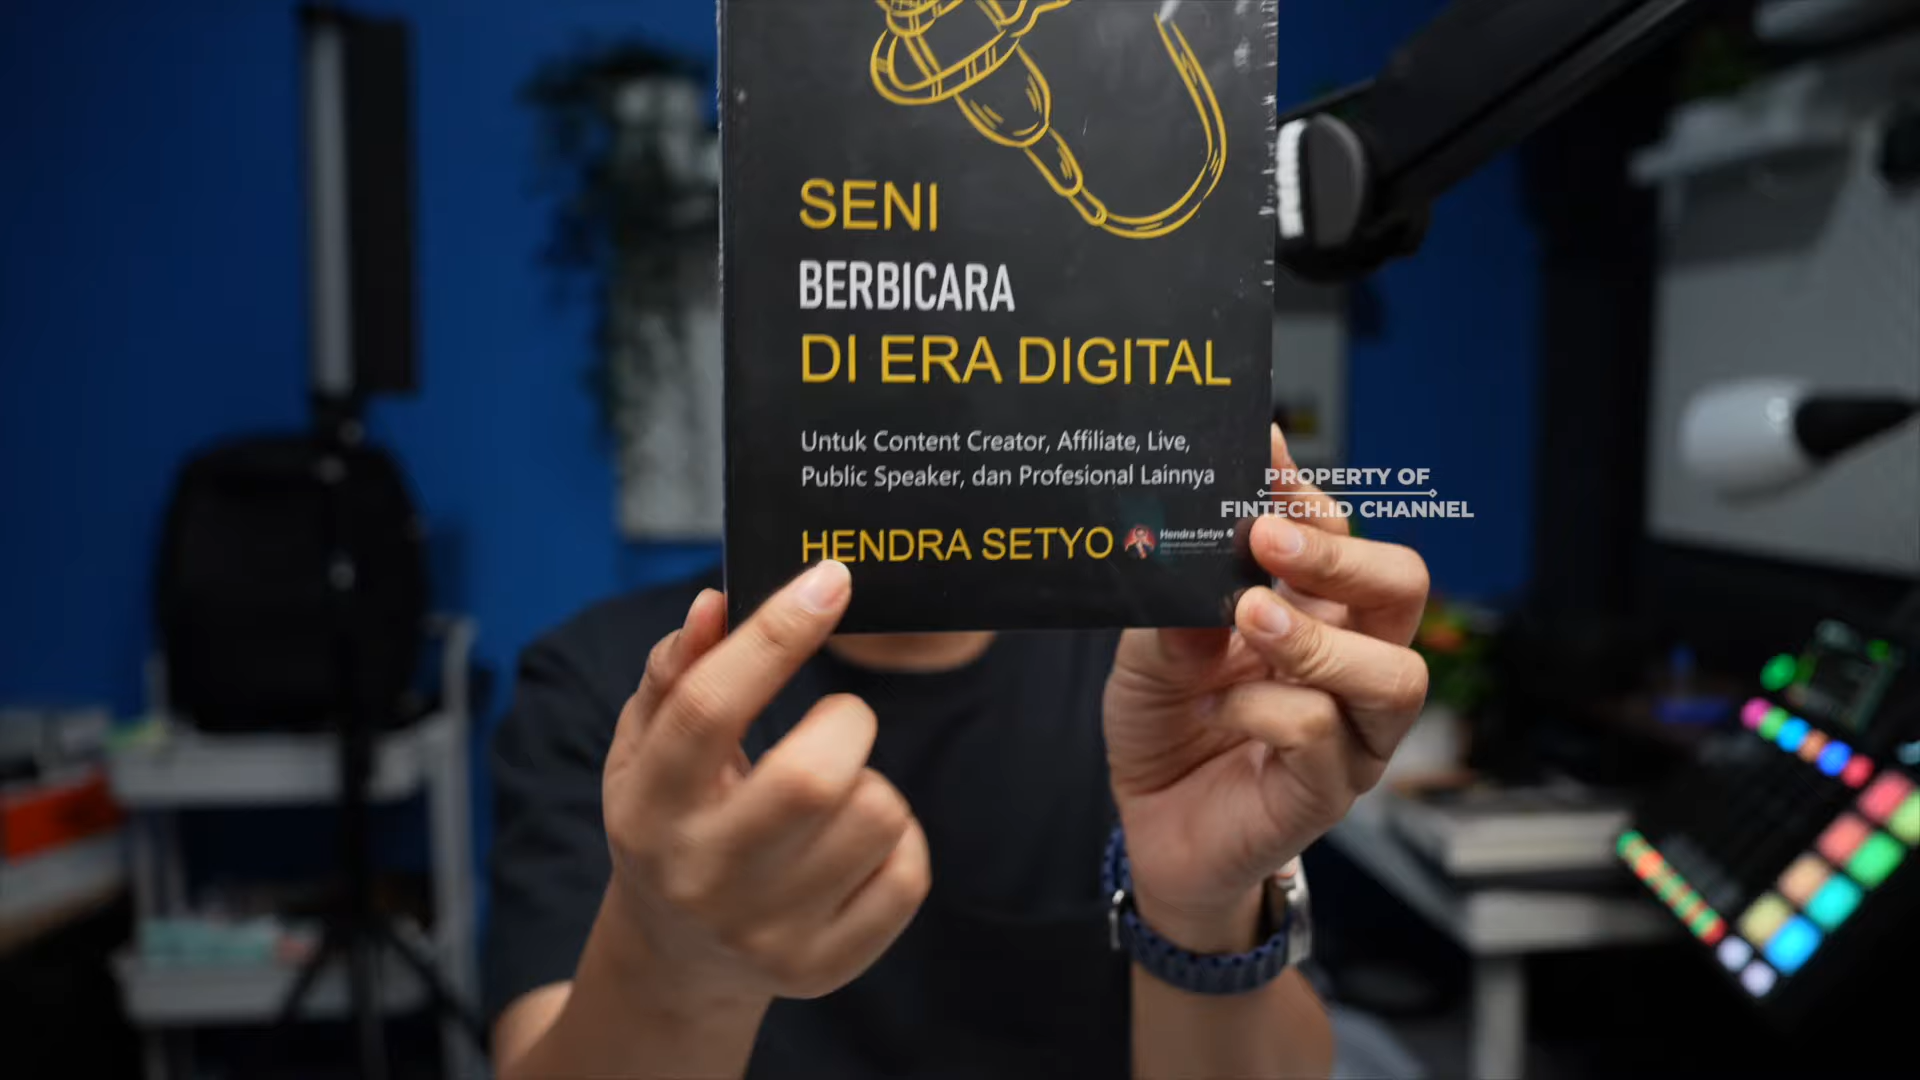 SENI
BERBICARA
DI ERA DIGITAL
Untuk Content Creator, Affiliate, Live,
Public Speaker, dan Profesional Lainnya
HENDRA SETYO
Hendra Setyo
PROPERTY OF
FINTECH.ID CHANNEL